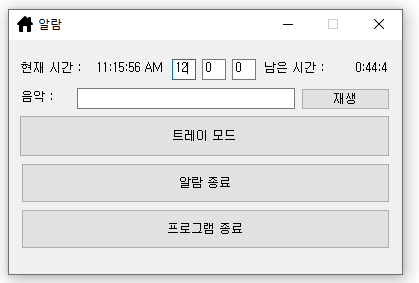 알람
현재 시간 : 11:15:56 AM 12 0 0 남은 시간 : 0:44:4
음악 : 재생
트레이 모드
알람 종료
프로그램 종료